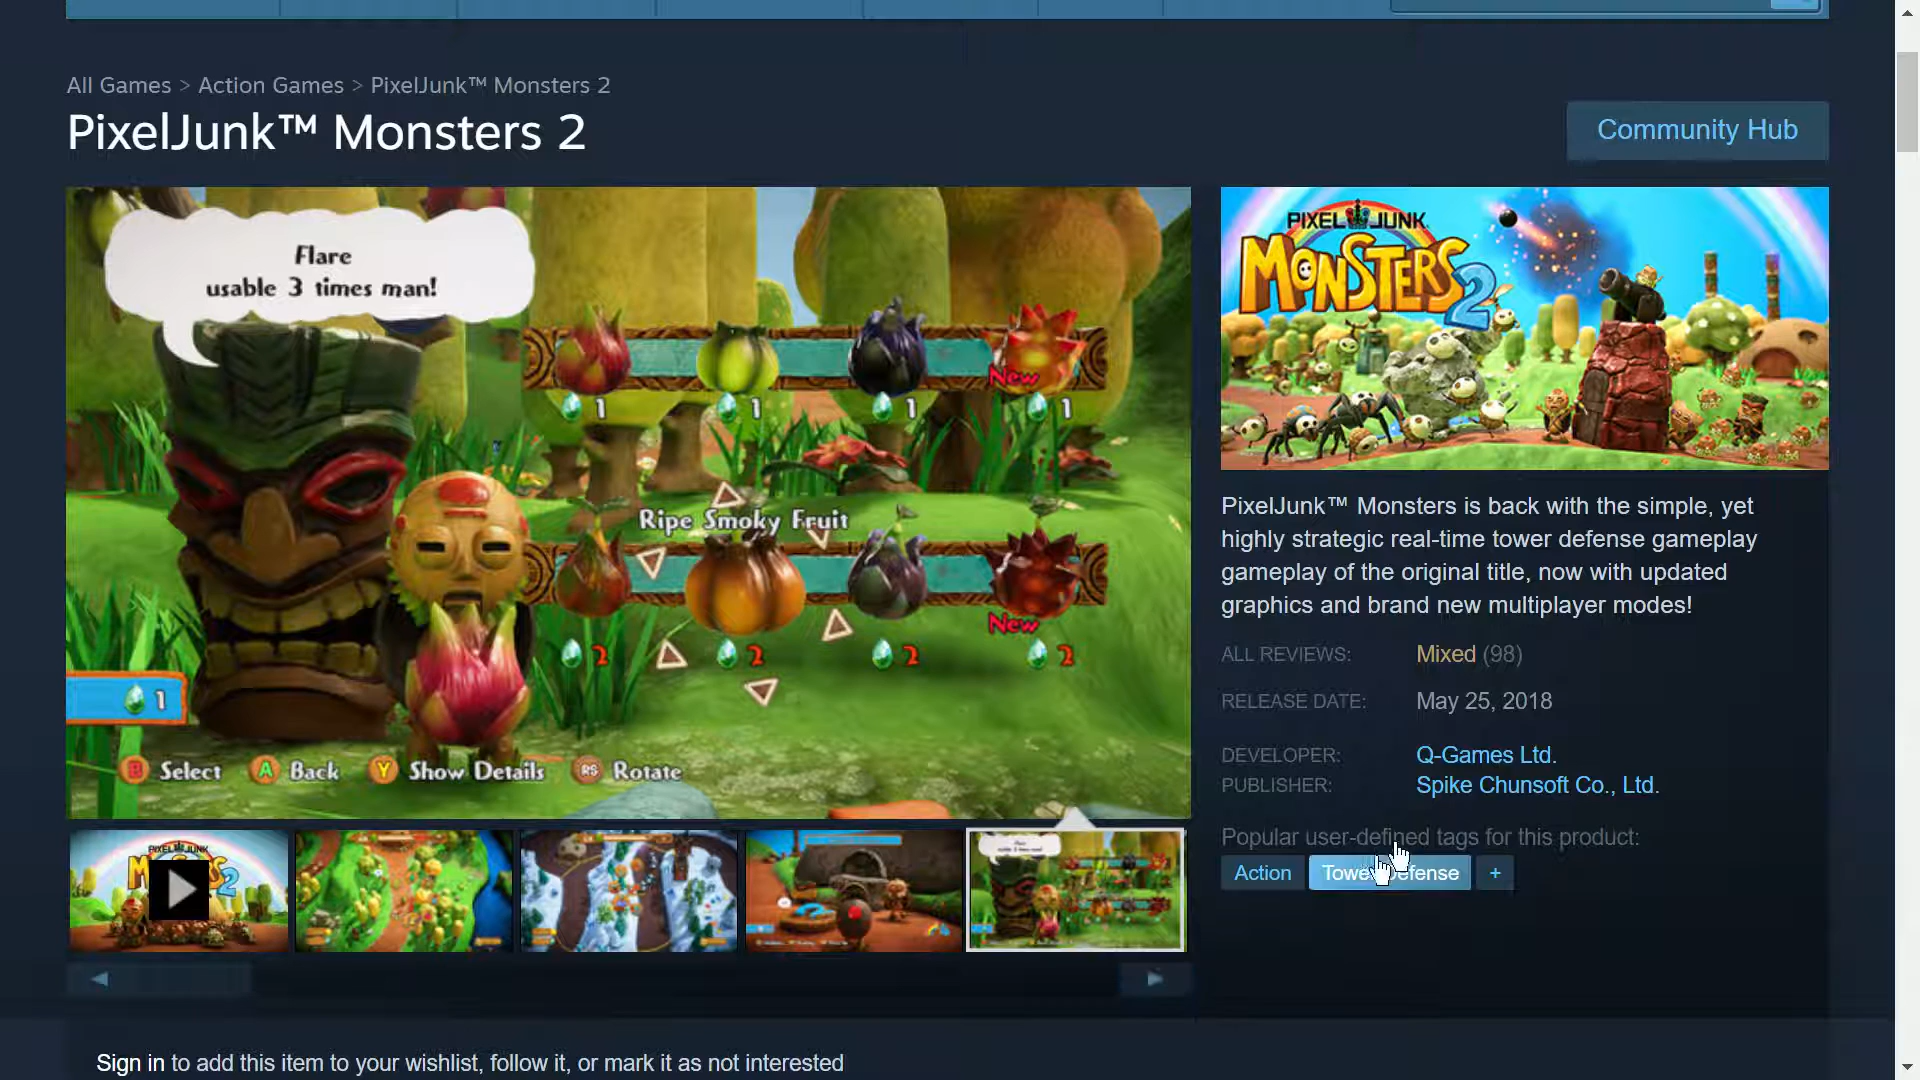 All Games > Action Games > PixelJunk™ Monsters 2
PixelJunk™ Monsters 2
Community Hub
Flare
usable 3 times man!
New
1 1 1 1
Ripe Smoky Fruit
New
2 2 2 2
1
B Select A Back Y Show Details RS Rotate
PIXEL JUNK
MONSTERS 2
PixelJunk™ Monsters is back with the simple, yet
highly strategic real-time tower defense gameplay
gameplay of the original title, now with updated
graphics and brand new multiplayer modes!
ALL REVIEWS: Mixed (98)
RELEASE DATE: May 25, 2018
DEVELOPER: Q-Games Ltd.
PUBLISHER: Spike Chunsoft Co., Ltd.
Popular user-defined tags for this product:
Action Tower Defense +
PIXEL JUNK
Sign in to add this item to your wishlist, follow it, or mark it as not interested